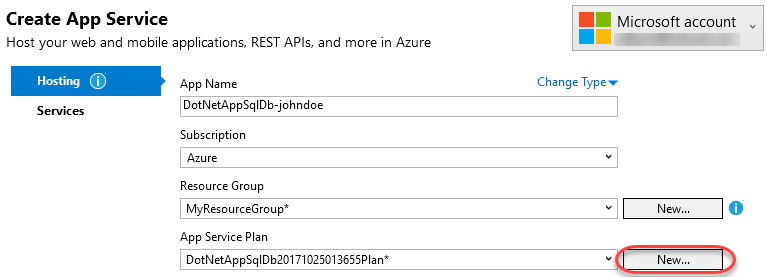 Create App Service
Host your web and mobile applications, REST APIs, and more in Azure
Microsoft account
Hosting
Services
App Name
Change Type
DotNetAppSqlDb-johndoe
Subscription
Azure
Resource Group
MyResourceGroup*
New...
App Service Plan
DotNetAppSqlDb20171025013655Plan*
New...